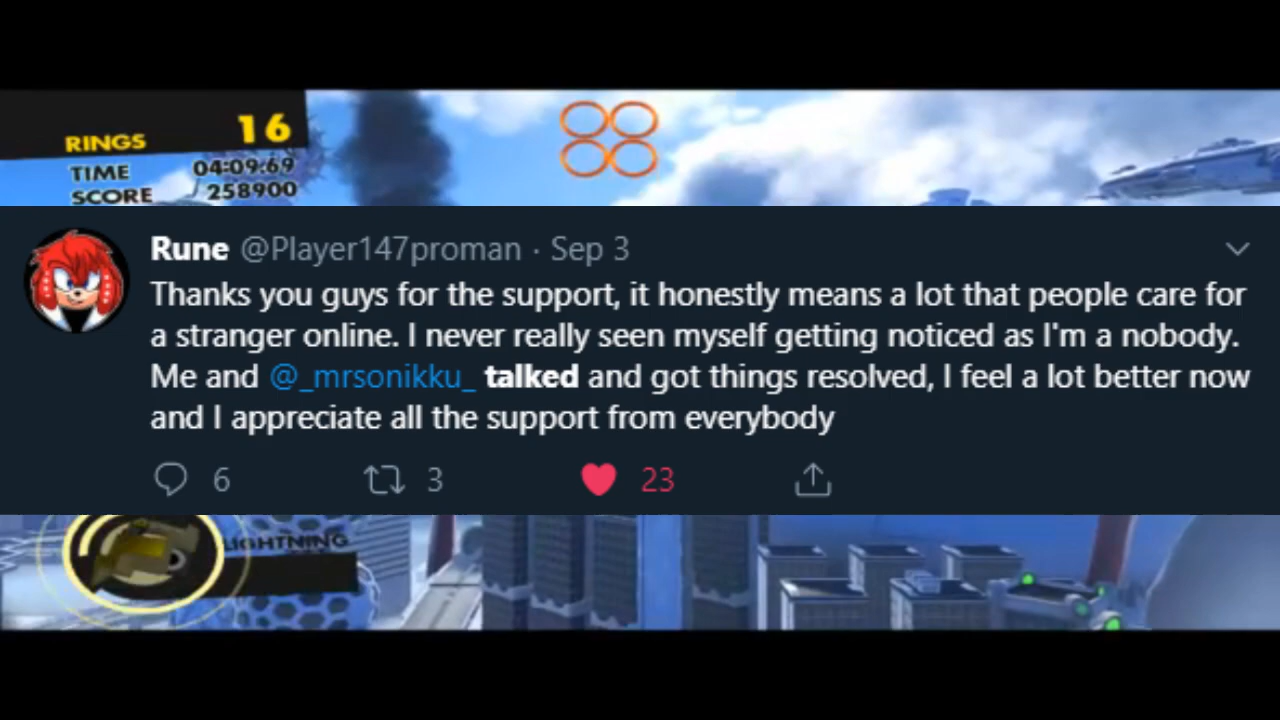 RINGS 16
TIME 04:09:69
SCORE 258900
Rune @Player147proman · Sep 3
Thanks you guys for the support, it honestly means a lot that people care for
a stranger online. I never really seen myself getting noticed as I'm a nobody.
Me and @_mrsonikku_ talked and got things resolved, I feel a lot better now
and I appreciate all the support from everybody
6 3 23
LIGHTNING